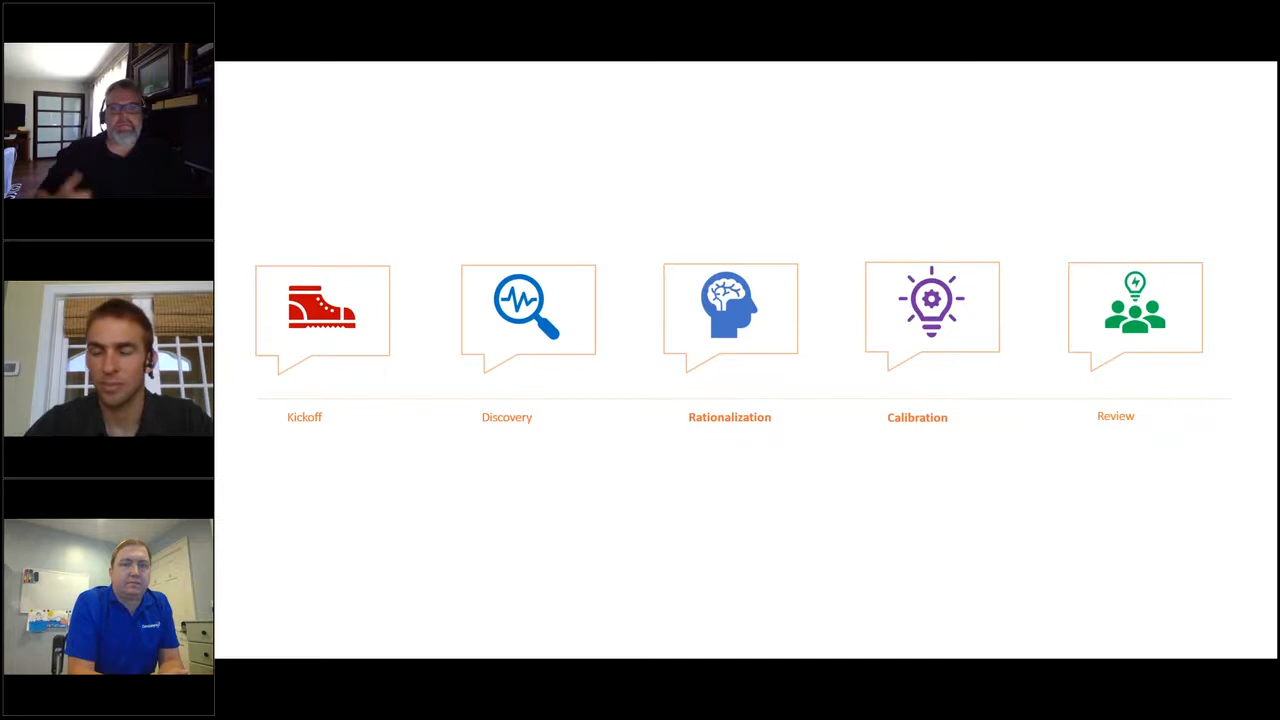 Kickoff
Discovery
Rationalization
Calibration
Review